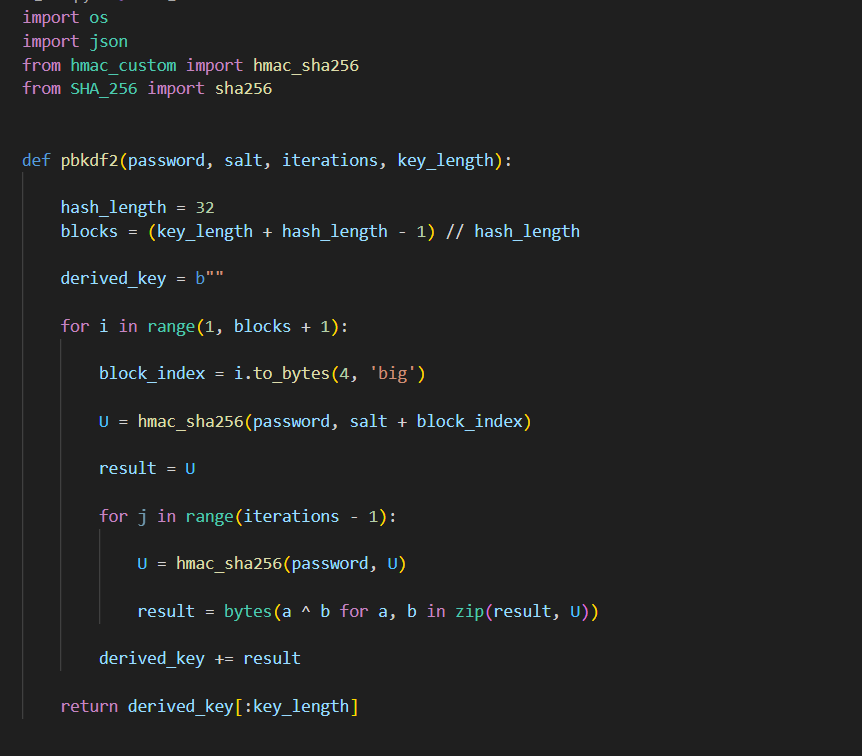 import os
import json
from hmac_custom import hmac_sha256
from SHA_256 import sha256
def pbkdf2(password, salt, iterations, key_length):
hash_length = 32
blocks = (key_length + hash_length - 1) // hash_length
derived_key = b""
for i in range(1, blocks + 1):
block_index = i.to_bytes(4, 'big')
U = hmac_sha256(password, salt + block_index)
result = U
for j in range(iterations - 1):
U = hmac_sha256(password, U)
result = bytes(a ^ b for a, b in zip(result, U))
derived_key += result
return derived_key[:key_length]